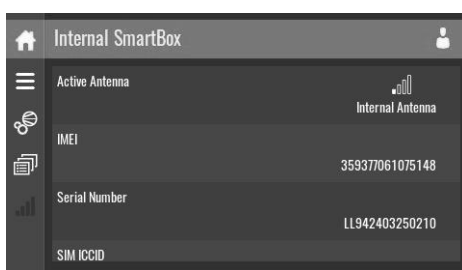 Internal SmartBox
Active Antenna
Internal Antenna
IMEI
359377061075148
Serial Number
LL942403250210
SIM ICCID